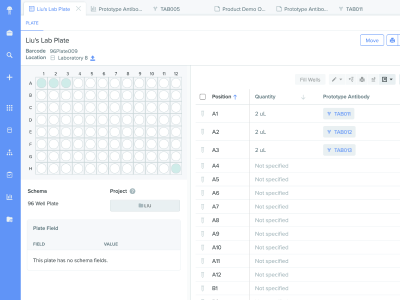 Liu's Lab Plate
Prototype Antibo...
TAB005
Product Demo O...
Prototype Antibo...
TAB011
PLATE
Liu's Lab Plate
Move
Barcode 96Plate009
Location Laboratory B
1 2 3 4 5 6 7 8 9 10 11 12
A
B
C
D
E
F
G
H
Schema
Project
96 Well Plate
LIU
Plate Field
FIELD VALUE
This plate has no schema fields.
Fill Wells
Position ↑ Quantity ↓ Prototype Antibody
A1 2 uL TAB011
A2 2 uL TAB012
A3 2 uL TAB013
A4 Not specified
A5 Not specified
A6 Not specified
A7 Not specified
A8 Not specified
A9 Not specified
A10 Not specified
A11 Not specified
A12 Not specified
B1 Not specified